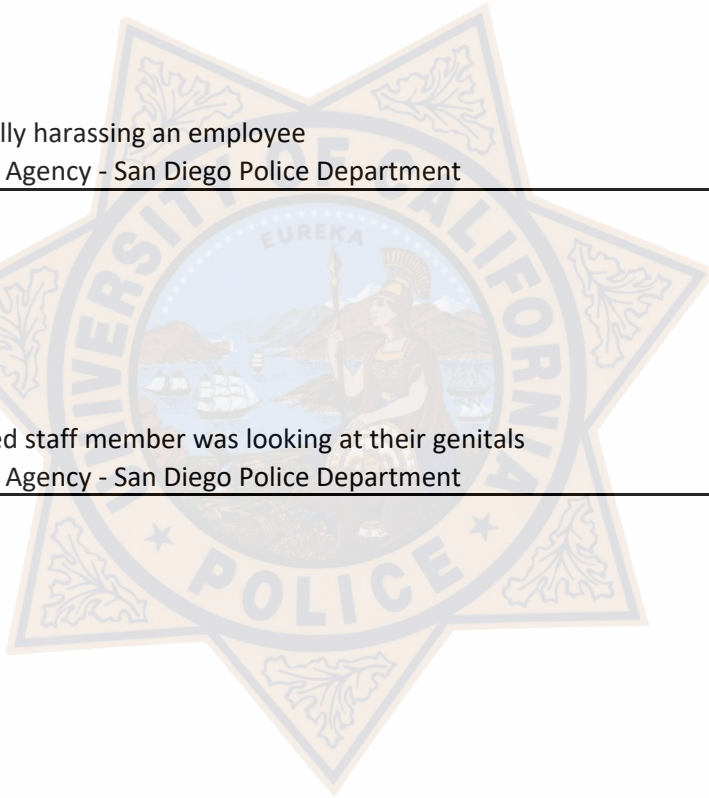 lly harassing an employee
Agency - San Diego Police Department
UNIVERSITY OF CALIFORNIA
EUREKA
ed staff member was looking at their genitals
Agency - San Diego Police Department
POLICE